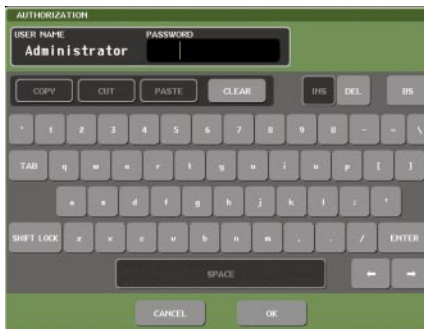 AUTHORIZATION
USER NAME PASSWORD
Administrator
COPY CUT PASTE CLEAR INS DEL BS
` 1 2 3 4 5 6 7 8 9 0 - = \
TAB q w e r t y u i o p [ ]
a s d f g h j k l ; '
SHIFT LOCK z x c v b n m , . / ENTER
SPACE ← →
CANCEL OK